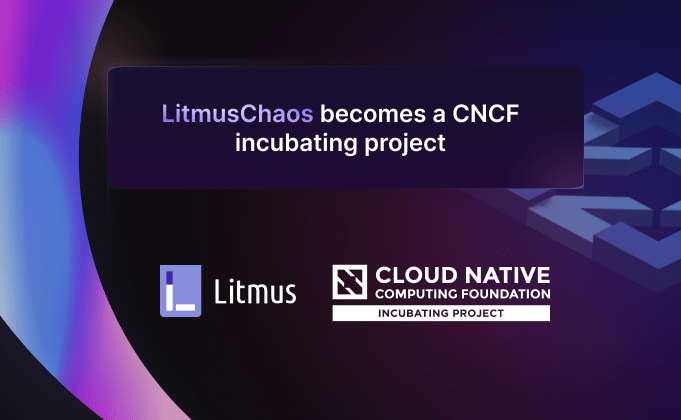 LitmusChaos becomes a CNCF
incubating project
Litmus
CLOUD NATIVE
COMPUTING FOUNDATION
INCUBATING PROJECT